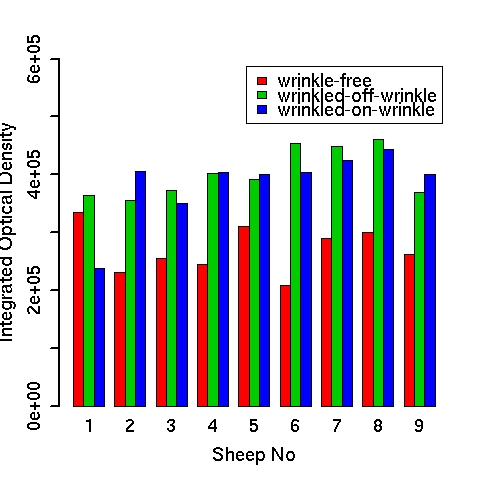 6e+05
4e+05
2e+05
0e+00
Integrated Optical Density
wrinkle-free
wrinkled-off-wrinkle
wrinkled-on-wrinkle
1 2 3 4 5 6 7 8 9
Sheep No